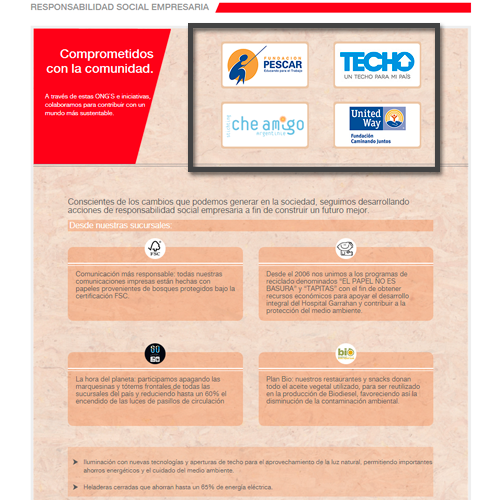 RESPONSABILIDAD SOCIAL EMPRESARIA
Comprometidos
con la comunidad.
A través de estas ONG'S e iniciativas,
colaboramos para contribuir con un
mundo más sustentable.
FUNDACION
PESCAR
Educando para el Trabajo
TECHO
UN TECHO PARA MI PAÍS
che amigo
argentina
United
Way
Fundación
Caminando Juntos
Conscientes de los cambios que podemos generar en la sociedad, seguimos desarrollando
acciones de responsabilidad social empresaria a fin de construir un futuro mejor.
Desde nuestras sucursales:
FSC
Comunicación más responsable: todas nuestras
comunicaciones impresas están hechas con
papeles provenientes de bosques protegidos bajo la
certificación FSC.
Desde el 2006 nos unimos a los programas de
reciclado denominados "EL PAPEL NO ES
BASURA" y "TAPITAS" con el fin de obtener
recursos económicos para apoyar el desarrollo
integral del Hospital Garrahan y contribuir a la
protección del medio ambiente.
60
bio
La hora del planeta: participamos apagando las
marquesinas y tótems frontales,de todas las
sucursales del país y reduciendo hasta un 60% el
encendido de las luces de pasillos de circulación
Plan Bio: nuestros restaurantes y snacks donan
todo el aceite vegetal utilizado, para ser reutilizado
en la producción de Biodiesel, favoreciendo así la
disminución de la contaminación ambiental
Iluminación con nuevas tecnologías y aperturas de techo para el aprovechamiento de la luz natural, permitiendo importantes
ahorros energéticos y el cuidado del medio ambiente.
Heladeras cerradas que ahorran hasta un 65% de energía eléctrica.